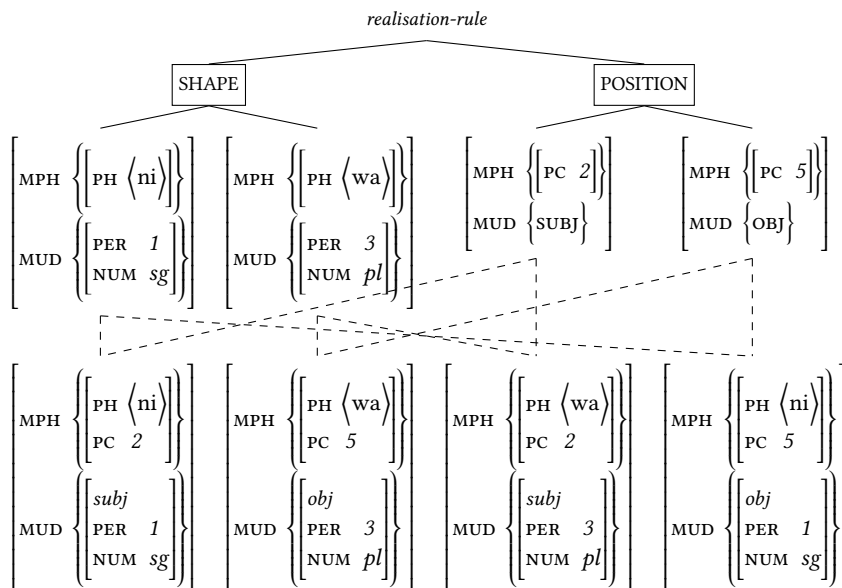 realisation-rule
SHAPE POSITION
MPH {[PH ⟨ni⟩]} MPH {[PH ⟨wa⟩]} MPH {[PC 2]} MPH {[PC 5]}
MUD {SUBJ} MUD {OBJ}
MUD {[PER 1 NUM sg]} MUD {[PER 3 NUM pl]}
MPH {[PH ⟨ni⟩ PC 2]} MPH {[PH ⟨wa⟩ PC 5]} MPH {[PH ⟨wa⟩ PC 2]} MPH {[PH ⟨ni⟩ PC 5]}
MUD {[subj PER 1 NUM sg]} MUD {[obj PER 3 NUM pl]} MUD {[subj PER 3 NUM pl]} MUD {[obj PER 1 NUM sg]}